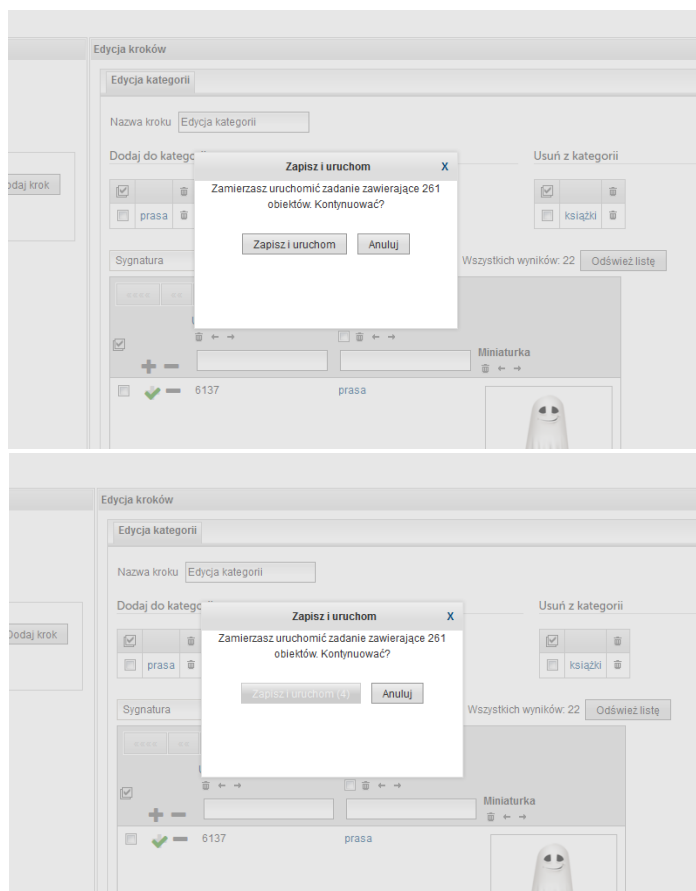 Edycja kroków
Edycja kategorii
Nazwa kroku Edycja kategorii
Dodaj do katego
Usuń z kategorii
odaj krok
prasa
książki
Zapisz i uruchom X
Zamierzasz uruchomić zadanie zawierające 261
obiektów. Kontynuować?
Zapisz i uruchom Anuluj
Sygnatura
Wszystkich wyników: 22 Odśwież listę
<<<< <<
Miniaturka
6137 prasa
Edycja kroków
Edycja kategorii
Nazwa kroku Edycja kategorii
Dodaj do katego
Usuń z kategorii
Dodaj krok
prasa
książki
Zapisz i uruchom X
Zamierzasz uruchomić zadanie zawierające 261
obiektów. Kontynuować?
Zapisz i uruchom (4) Anuluj
Sygnatura
Wszystkich wyników: 22 Odśwież listę
<<<< <<
Miniaturka
6137 prasa